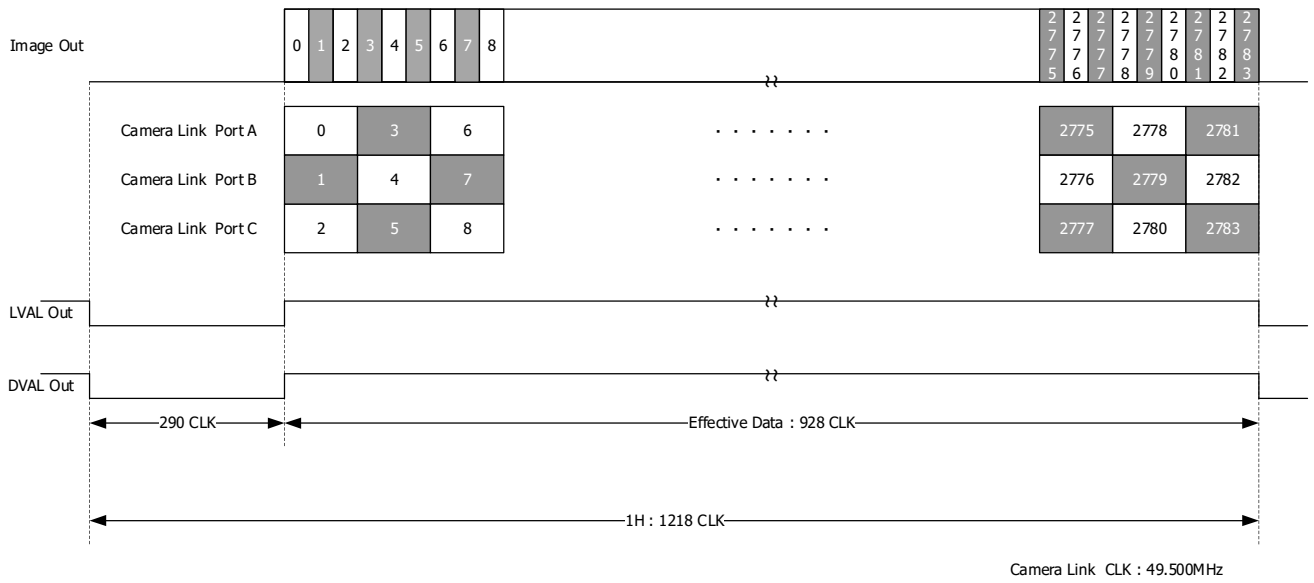 Image Out
0 1 2 3 4 5 6 7 8
2775 2776 2777 2778 2779 2780 2781 2782 2783
Camera Link Port A
0 3 6
. . . . . . .
2775 2778 2781
Camera Link Port B
1 4 7
. . . . . . .
2776 2779 2782
Camera Link Port C
2 5 8
. . . . . . .
2777 2780 2783
LVAL Out
DVAL Out
290 CLK
Effective Data : 928 CLK
1H : 1218 CLK
Camera Link CLK : 49.500MHz